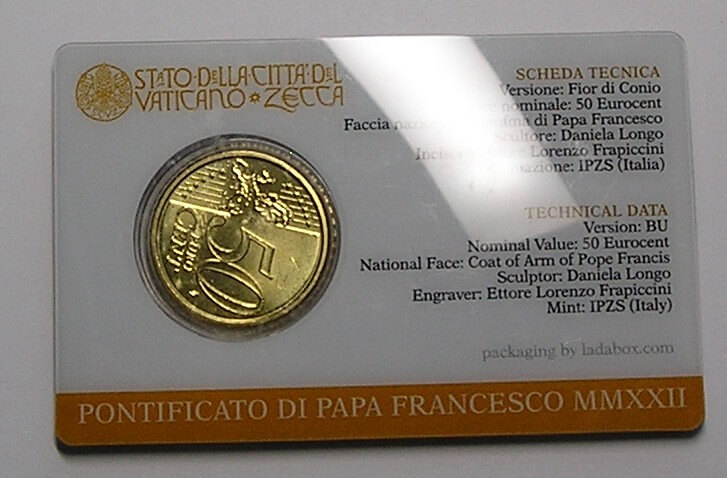 STATO·DELLA·CITTÀ·DEL
VATICANO ★ ZECCA
50
EURO
CENT
SCHEDA TECNICA
Versione: Fior di Conio
nominale: 50 Eurocent
Faccia di Papa Francesco
Daniela Longo
Lorenzo Frapiccini
IPZS (Italia)
TECHNICAL DATA
Version: BU
Nominal Value: 50 Eurocent
National Face: Coat of Arm of Pope Francis
Sculptor: Daniela Longo
Engraver: Ettore Lorenzo Frapiccini
Mint: IPZS (Italy)
packaging by ladabox.com
PONTIFICATO DI PAPA FRANCESCO MMXXII